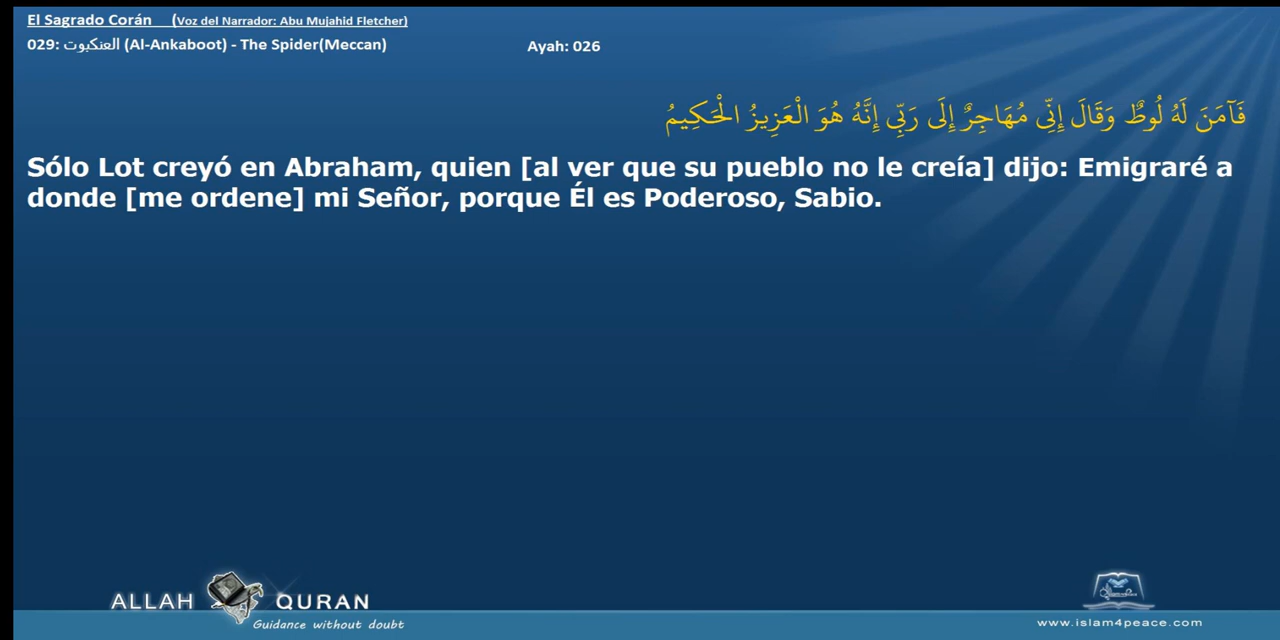 El Sagrado Corán (Voz del Narrador: Abu Mujahid Fletcher)
029: العنكبوت (Al-Ankaboot) - The Spider(Meccan) Ayah: 026
فَآمَنَ لَهُ لُوطٌ وَقَالَ إِنِّي مُهَاجِرٌ إِلَى رَبِّي إِنَّهُ هُوَ الْعَزِيزُ الْحَكِيمُ
Sólo Lot creyó en Abraham, quien [al ver que su pueblo no le creía] dijo: Emigraré a
donde [me ordene] mi Señor, porque Él es Poderoso, Sabio.
ALLAH QURAN
Guidance without doubt
www.islam4peace.com